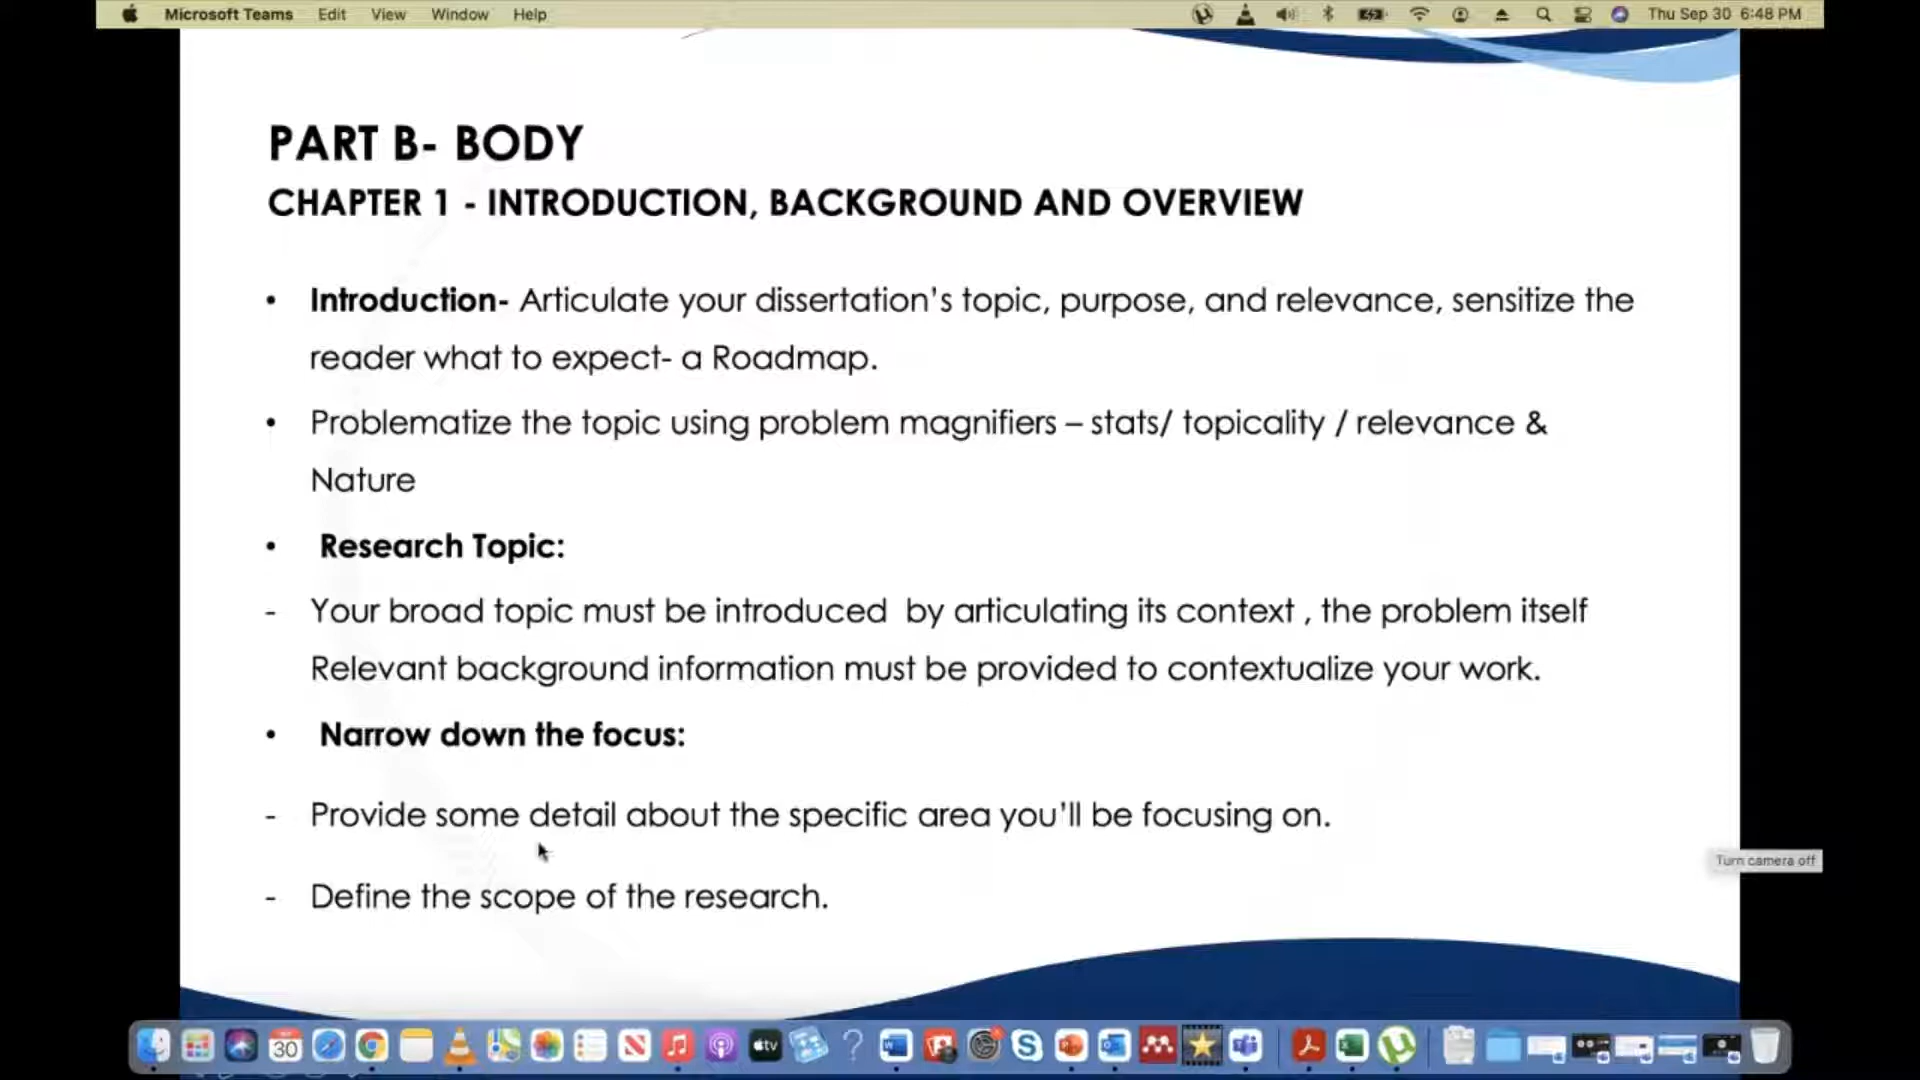 Microsoft Teams Edit View Window Help Thu Sep 30 6:48 PM
PART B- BODY
CHAPTER 1 - INTRODUCTION, BACKGROUND AND OVERVIEW
• Introduction- Articulate your dissertation's topic, purpose, and relevance, sensitize the
reader what to expect- a Roadmap.
• Problematize the topic using problem magnifiers – stats/ topicality / relevance &
Nature
• Research Topic:
- Your broad topic must be introduced by articulating its context , the problem itself
Relevant background information must be provided to contextualize your work.
• Narrow down the focus:
- Provide some detail about the specific area you'll be focusing on.
Turn camera off
- Define the scope of the research.
30
tv